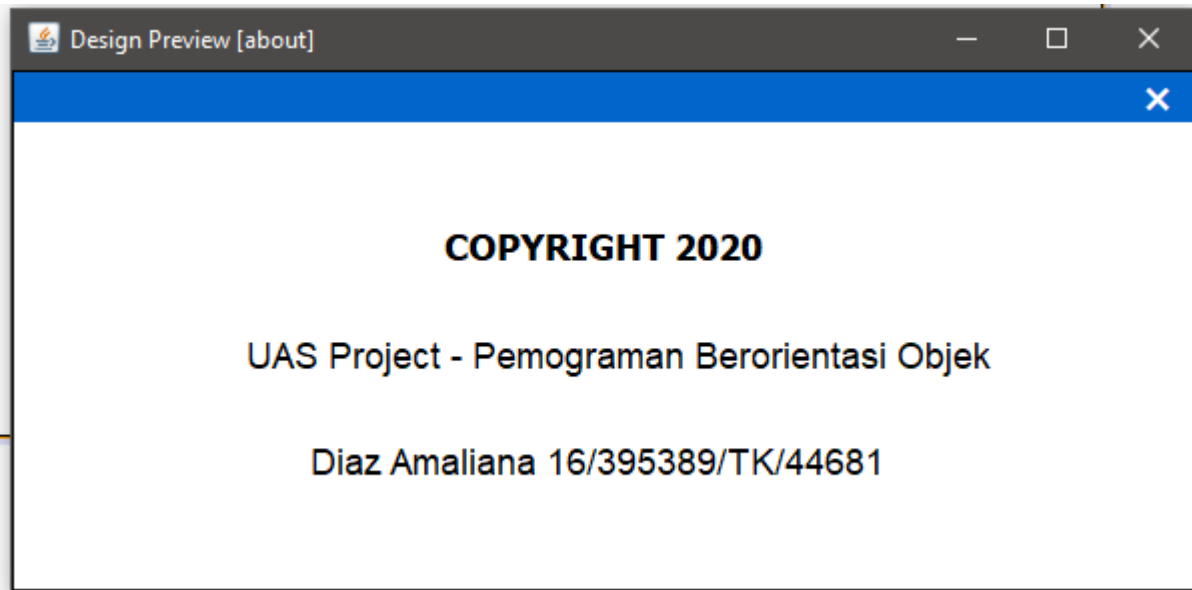 Design Preview [about]
COPYRIGHT 2020
UAS Project - Pemograman Berorientasi Objek
Diaz Amaliana 16/395389/TK/44681